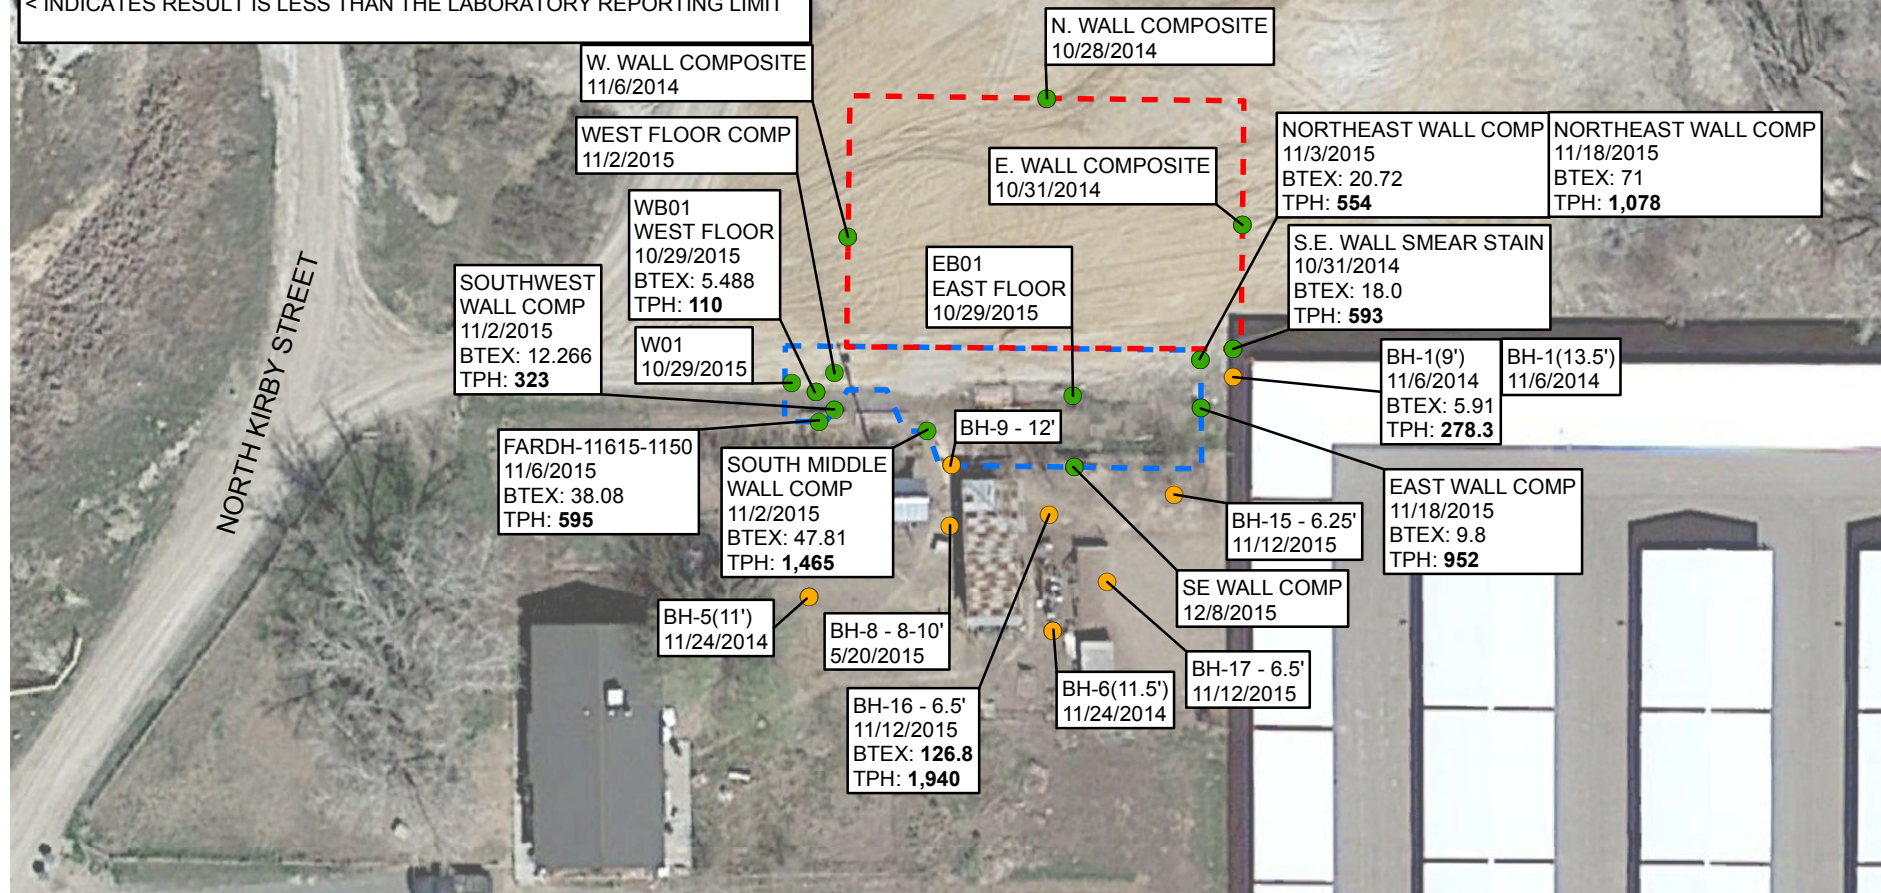 < INDICATES RESULT IS LESS THAN THE LABORATORY REPORTING LIMIT
N. WALL COMPOSITE
10/28/2014
W. WALL COMPOSITE
11/6/2014
WEST FLOOR COMP
11/2/2015
E. WALL COMPOSITE
10/31/2014
NORTHEAST WALL COMP
11/3/2015
BTEX: 20.72
TPH: 554
NORTHEAST WALL COMP
11/18/2015
BTEX: 71
TPH: 1,078
WB01
WEST FLOOR
10/29/2015
BTEX: 5.488
TPH: 110
S.E. WALL SMEAR STAIN
10/31/2014
BTEX: 18.0
TPH: 593
EB01
EAST FLOOR
10/29/2015
SOUTHWEST
WALL COMP
11/2/2015
BTEX: 12.266
TPH: 323
W01
10/29/2015
BH-1(9')
11/6/2014
BTEX: 5.91
TPH: 278.3
BH-1(13.5')
11/6/2014
NORTH KIRBY STREET
BH-9 - 12'
FARDH-11615-1150
11/6/2015
BTEX: 38.08
TPH: 595
SOUTH MIDDLE
WALL COMP
11/2/2015
BTEX: 47.81
TPH: 1,465
EAST WALL COMP
11/18/2015
BTEX: 9.8
TPH: 952
BH-15 - 6.25'
11/12/2015
SE WALL COMP
12/8/2015
BH-5(11')
11/24/2014
BH-8 - 8-10'
5/20/2015
BH-17 - 6.5'
11/12/2015
BH-6(11.5')
11/24/2014
BH-16 - 6.5'
11/12/2015
BTEX: 126.8
TPH: 1,940